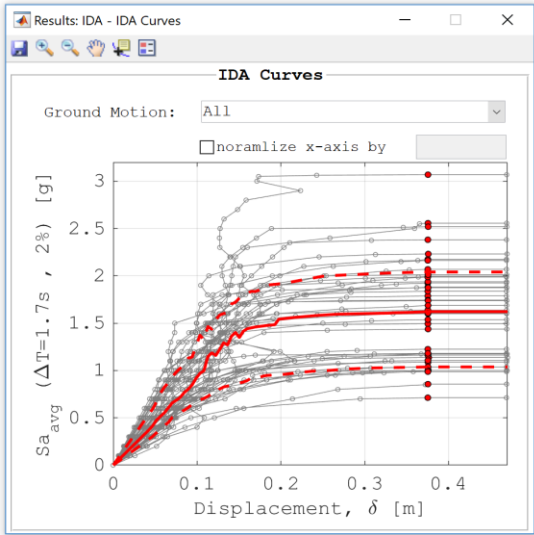 Results: IDA - IDA Curves
IDA Curves
Ground Motion: All
noramlize x-axis by
Sa_avg (ΔT=1.7s , 2%) [g]
3
2.5
2
1.5
1
0.5
0
0 0.1 0.2 0.3 0.4
Displacement, δ [m]